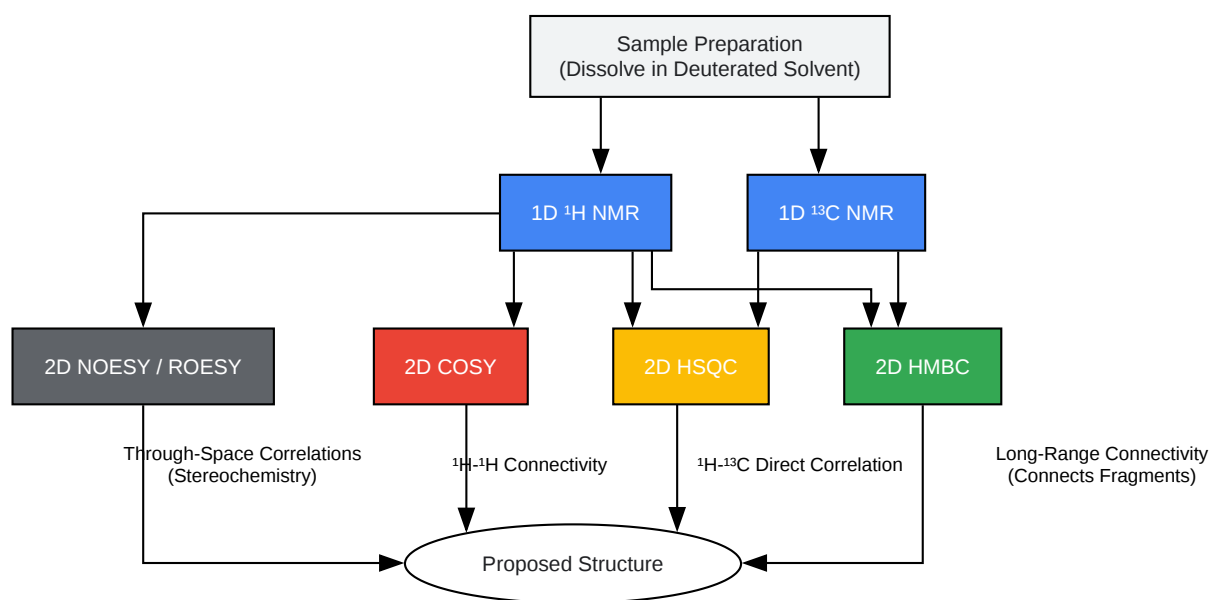 Sample Preparation
(Dissolve in Deuterated Solvent)
1D ¹H NMR
1D ¹³C NMR
2D NOESY / ROESY
2D COSY
2D HSQC
2D HMBC
Through-Space Correlations
(Stereochemistry)
¹H-¹H Connectivity
¹H-¹³C Direct Correlation
Long-Range Connectivity
(Connects Fragments)
Proposed Structure